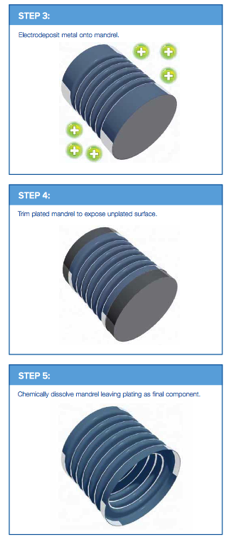 STEP 3:
Electrodeposit metal onto mandrel.
STEP 4:
Trim plated mandrel to expose unplated surface.
STEP 5:
Chemically dissolve mandrel leaving plating as final component.